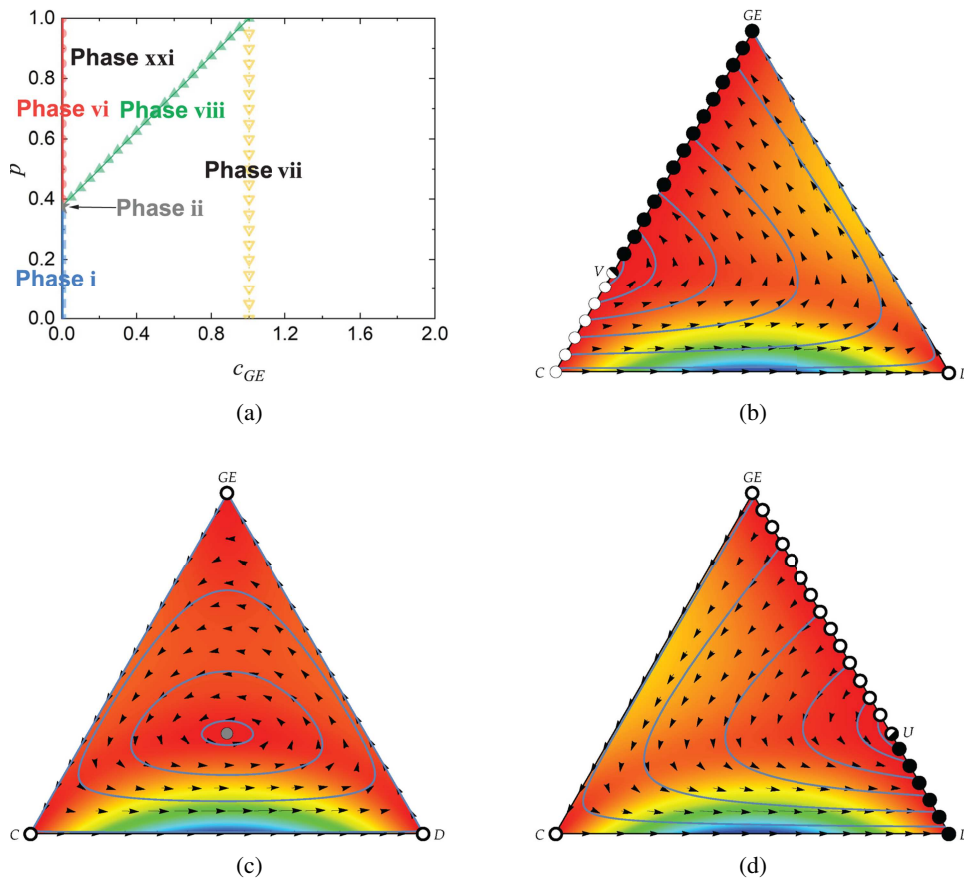 1.0
0.8
0.6
0.4
0.2
0.0
p
Phase xxi
Phase vi
Phase viii
Phase vii
Phase ii
Phase i
0.0
0.4
0.8
1.2
1.6
2.0
c_GE
(a)
GE
V
C
D
(b)
GE
C
D
(c)
GE
U
C
D
(d)